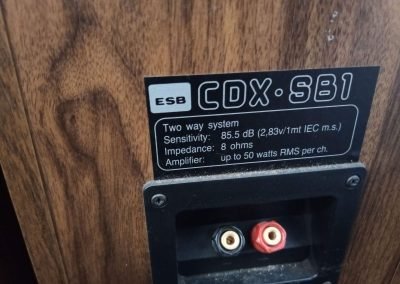 ESB CDX·SB1
Two way system
Sensitivity: 85.5 dB (2,83v/1mt IEC m.s.)
Impedance: 8 ohms
Amplifier: up to 50 watts RMS per ch.